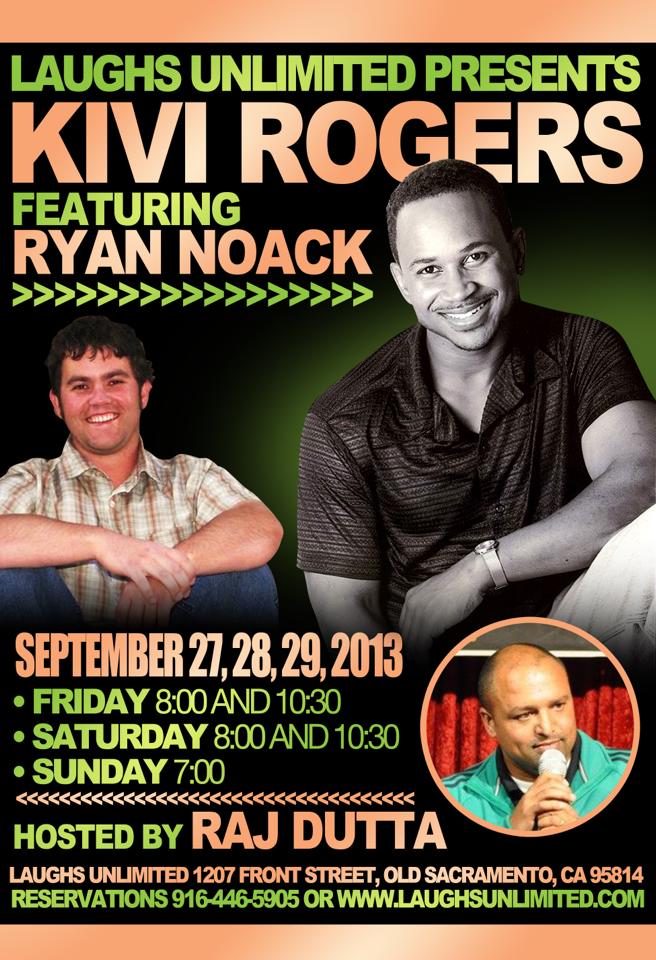 LAUGHS UNLIMITED PRESENTS
KIVI ROGERS
FEATURING
RYAN NOACK
>>>>>>>>>>>>>>>>>
SEPTEMBER 27, 28, 29, 2013
• FRIDAY 8:00 AND 10:30
• SATURDAY 8:00 AND 10:30
• SUNDAY 7:00
<<<<<<<<<<<<<<<<<<<<<<<<<<<<<<<<<<<<<
HOSTED BY RAJ DUTTA
LAUGHS UNLIMITED 1207 FRONT STREET, OLD SACRAMENTO, CA 95814
RESERVATIONS 916-446-5905 OR WWW.LAUGHSUNLIMITED.COM